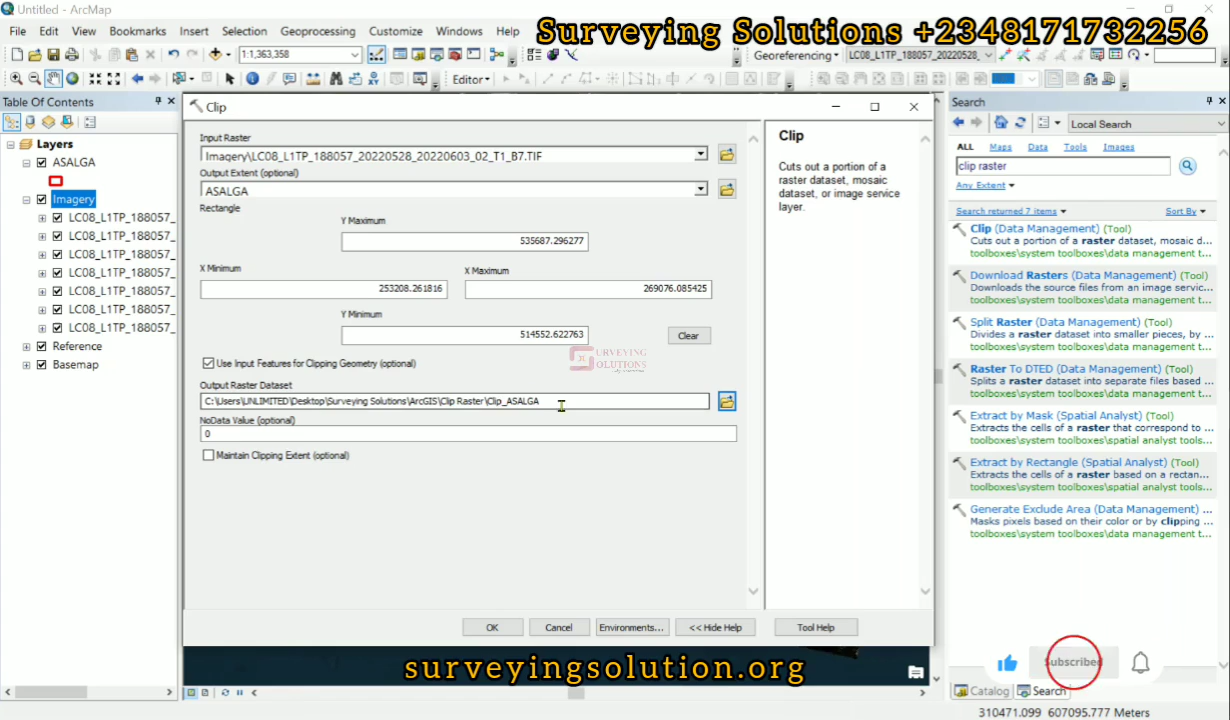 Untitled - ArcMap
File Edit View Bookmarks Insert Selection Geoprocessing Customize Windows Help
Surveying Solutions +2348171732256
1:1,363,358
Georeferencing LC08_L1TP_188057_20220528_
Editor
Table Of Contents
Layers
ASALGA
Imagery
LC08_L1TP_188057_
LC08_L1TP_188057_
LC08_L1TP_188057_
LC08_L1TP_188057_
LC08_L1TP_188057_
LC08_L1TP_188057_
LC08_L1TP_188057_
Reference
Basemap
Clip
Input Raster
Imagery\LC08_L1TP_188057_20220528_20220603_02_T1_B7.TIF
Output Extent (optional)
ASALGA
Rectangle
Y Maximum
535687.296277
X Minimum
X Maximum
253208.261816
269076.085425
Y Minimum
514552.622763
Clear
Use Input Features for Clipping Geometry (optional)
SURVEYING
SOLUTIONS
Output Raster Dataset
C:\Users\UNLIMITED\Desktop\Surveying Solutions\ArcGIS\Clip Raster\Clip_ASALGA
NoData Value (optional)
0
Maintain Clipping Extent (optional)
OK
Cancel
Environments...
<< Hide Help
Tool Help
Clip
Cuts out a portion of a
raster dataset, mosaic
dataset, or image service
layer.
Search
Local Search
ALL Maps Data Tools Images
clip raster
Any Extent
Search returned 7 items
Sort By
Clip (Data Management) (Tool)
Cuts out a portion of a raster dataset, mosaic d...
toolboxes\system toolboxes\data management t...
Download Rasters (Data Management) (Tool)
Downloads the source files from an image servic...
toolboxes\system toolboxes\data management t...
Split Raster (Data Management) (Tool)
Divides a raster dataset into smaller pieces, by ...
toolboxes\system toolboxes\data management t...
Raster To DTED (Data Management) (Tool)
Splits a raster dataset into separate files based ...
toolboxes\system toolboxes\data management t...
Extract by Mask (Spatial Analyst) (Tool)
Extracts the cells of a raster that correspond to ...
toolboxes\system toolboxes\spatial analyst tools...
Extract by Rectangle (Spatial Analyst) (Tool)
Extracts the cells of a raster based on a rectan...
toolboxes\system toolboxes\spatial analyst tools...
Generate Exclude Area (Data Management) ...
Masks pixels based on their color or by clipping ...
toolboxes\system toolboxes\data management t...
surveyingsolution.org
Subscribed
Catalog Search
310471.099 607095.777 Meters